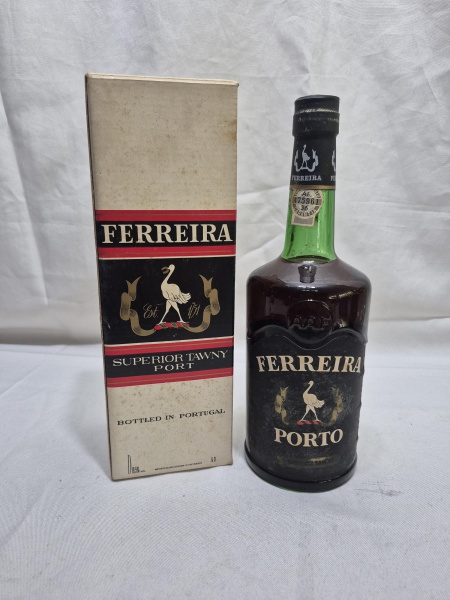 FERREIRA
Est.
SUPERIOR TAWNY
PORT
BOTTLED IN PORTUGAL
FERREIRA
FERREIRA
PORTO